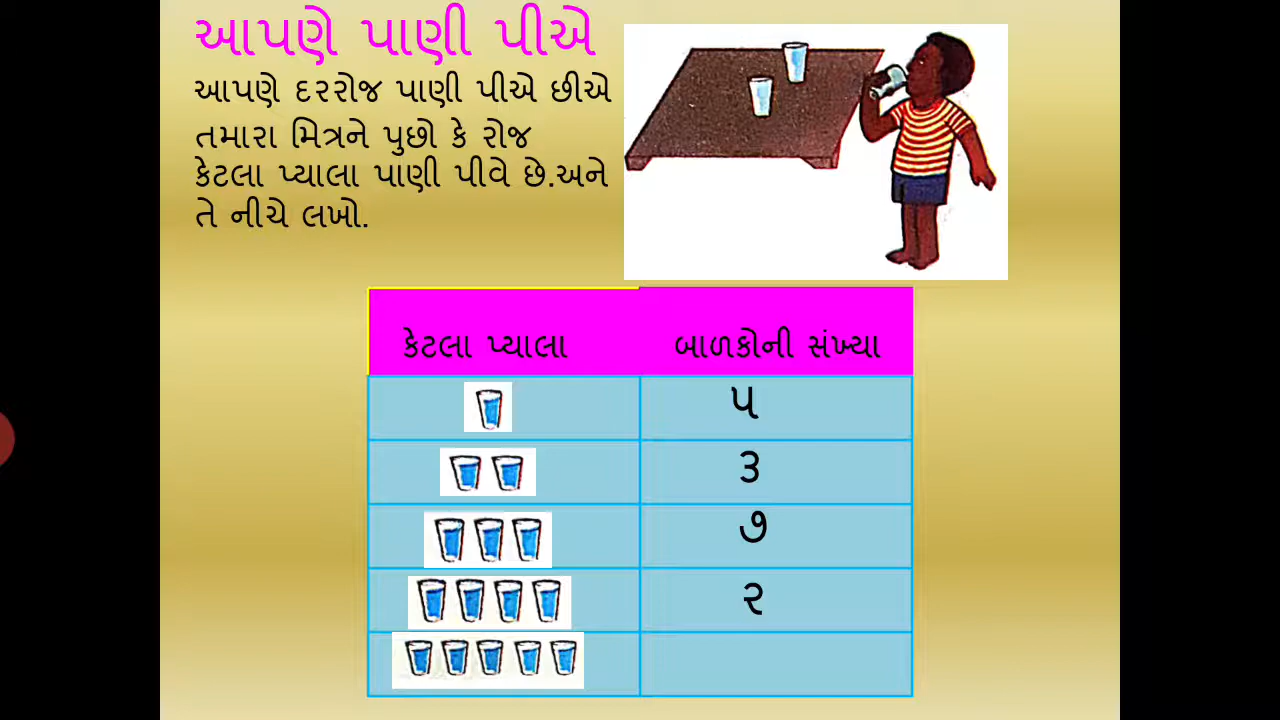 આપણે પાણી પીએ
આપણે દરરોજ પાણી પીએ છીએ
તમારા મિત્રને પુછો કે રોજ
કેટલા પ્યાલા પાણી પીવે છે.અને
તે નીચે લખો.
કેટલા પ્યાલા બાળકોની સંખ્યા
૫
૩
૭
૨